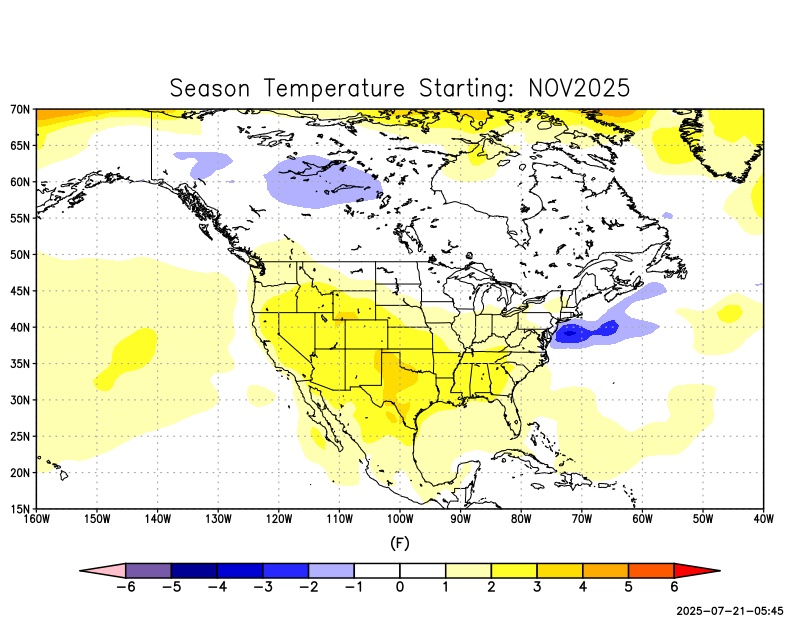 Season Temperature Starting: NOV2025
70N
65N
60N
55N
50N
45N
40N
35N
30N
25N
20N
15N
160W 150W 140W 130W 120W 110W 100W 90W 80W 70W 60W 50W 40W
(F)
−6 −5 −4 −3 −2 −1 0 1 2 3 4 5 6
2025-07-21-05:45